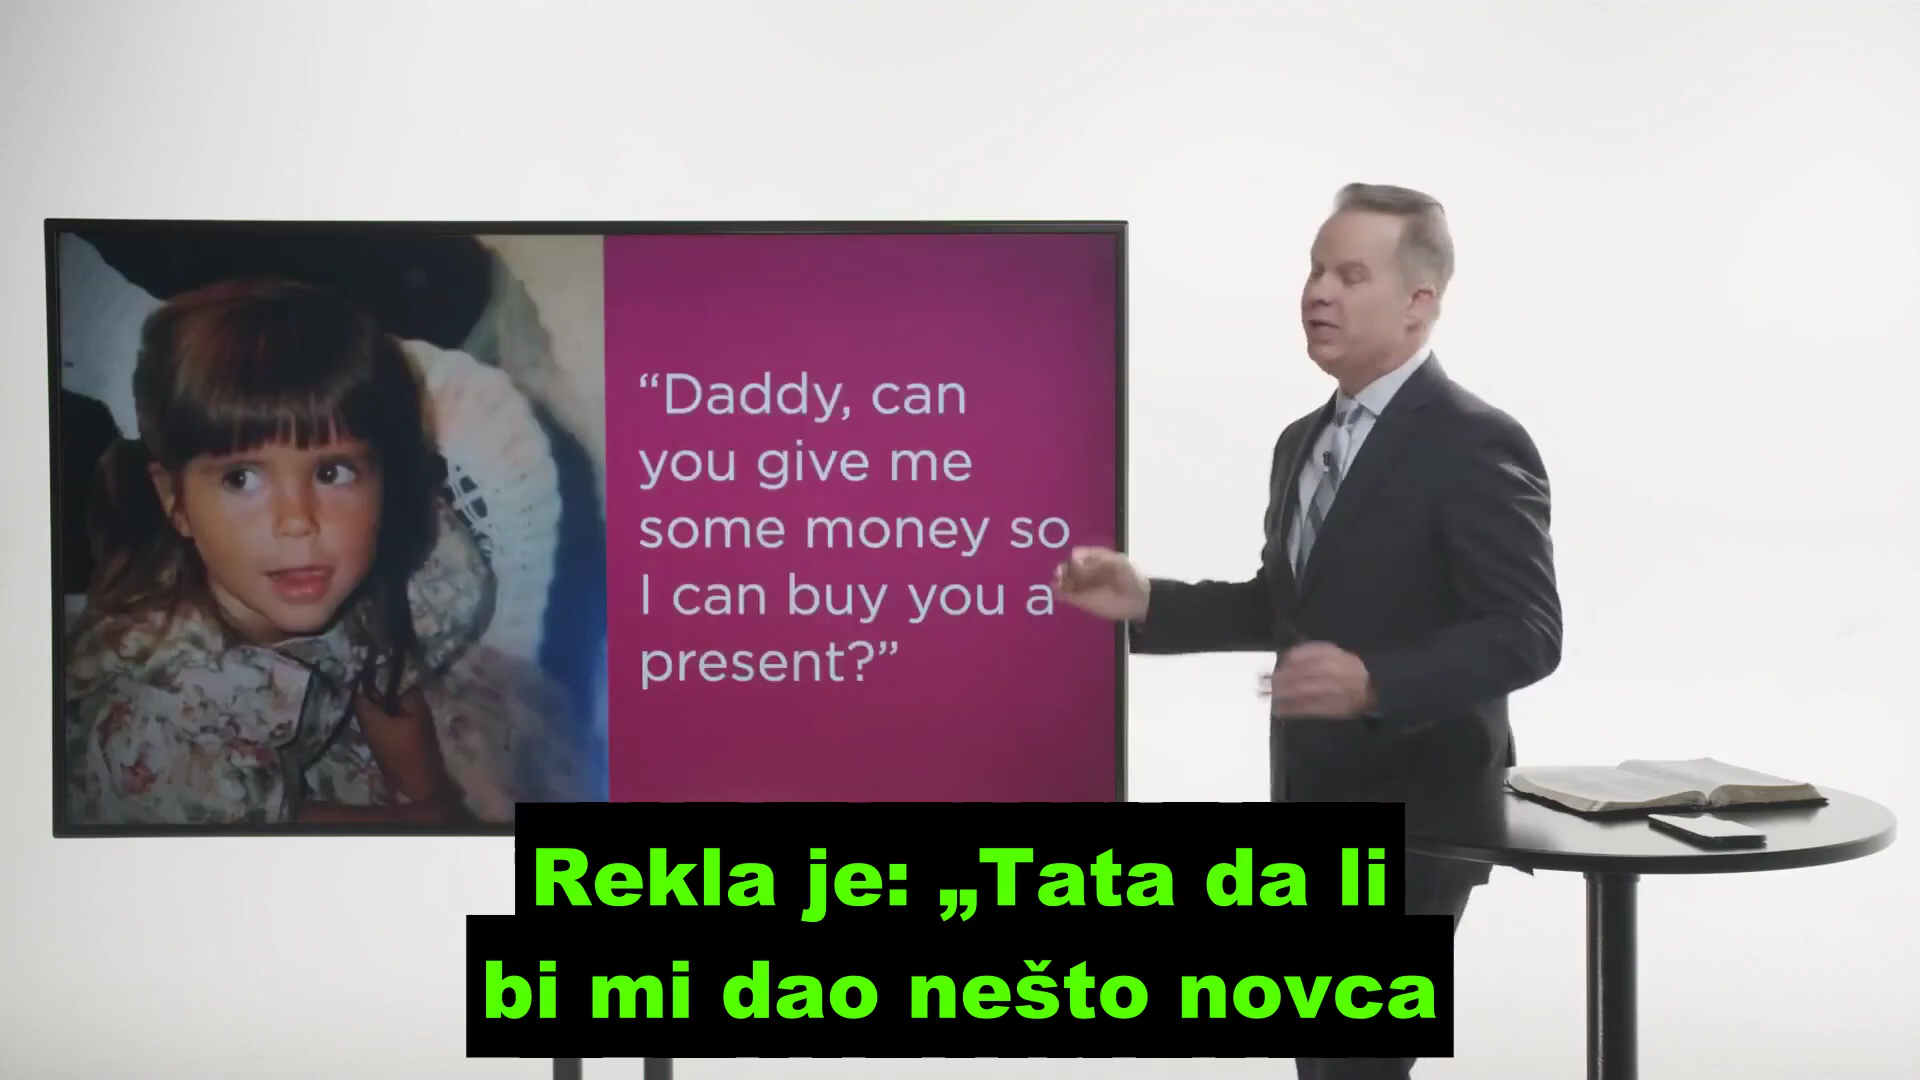 “Daddy, can
you give me
some money so
I can buy you a
present?”
Rekla je: „Tata da li
bi mi dao nešto novca